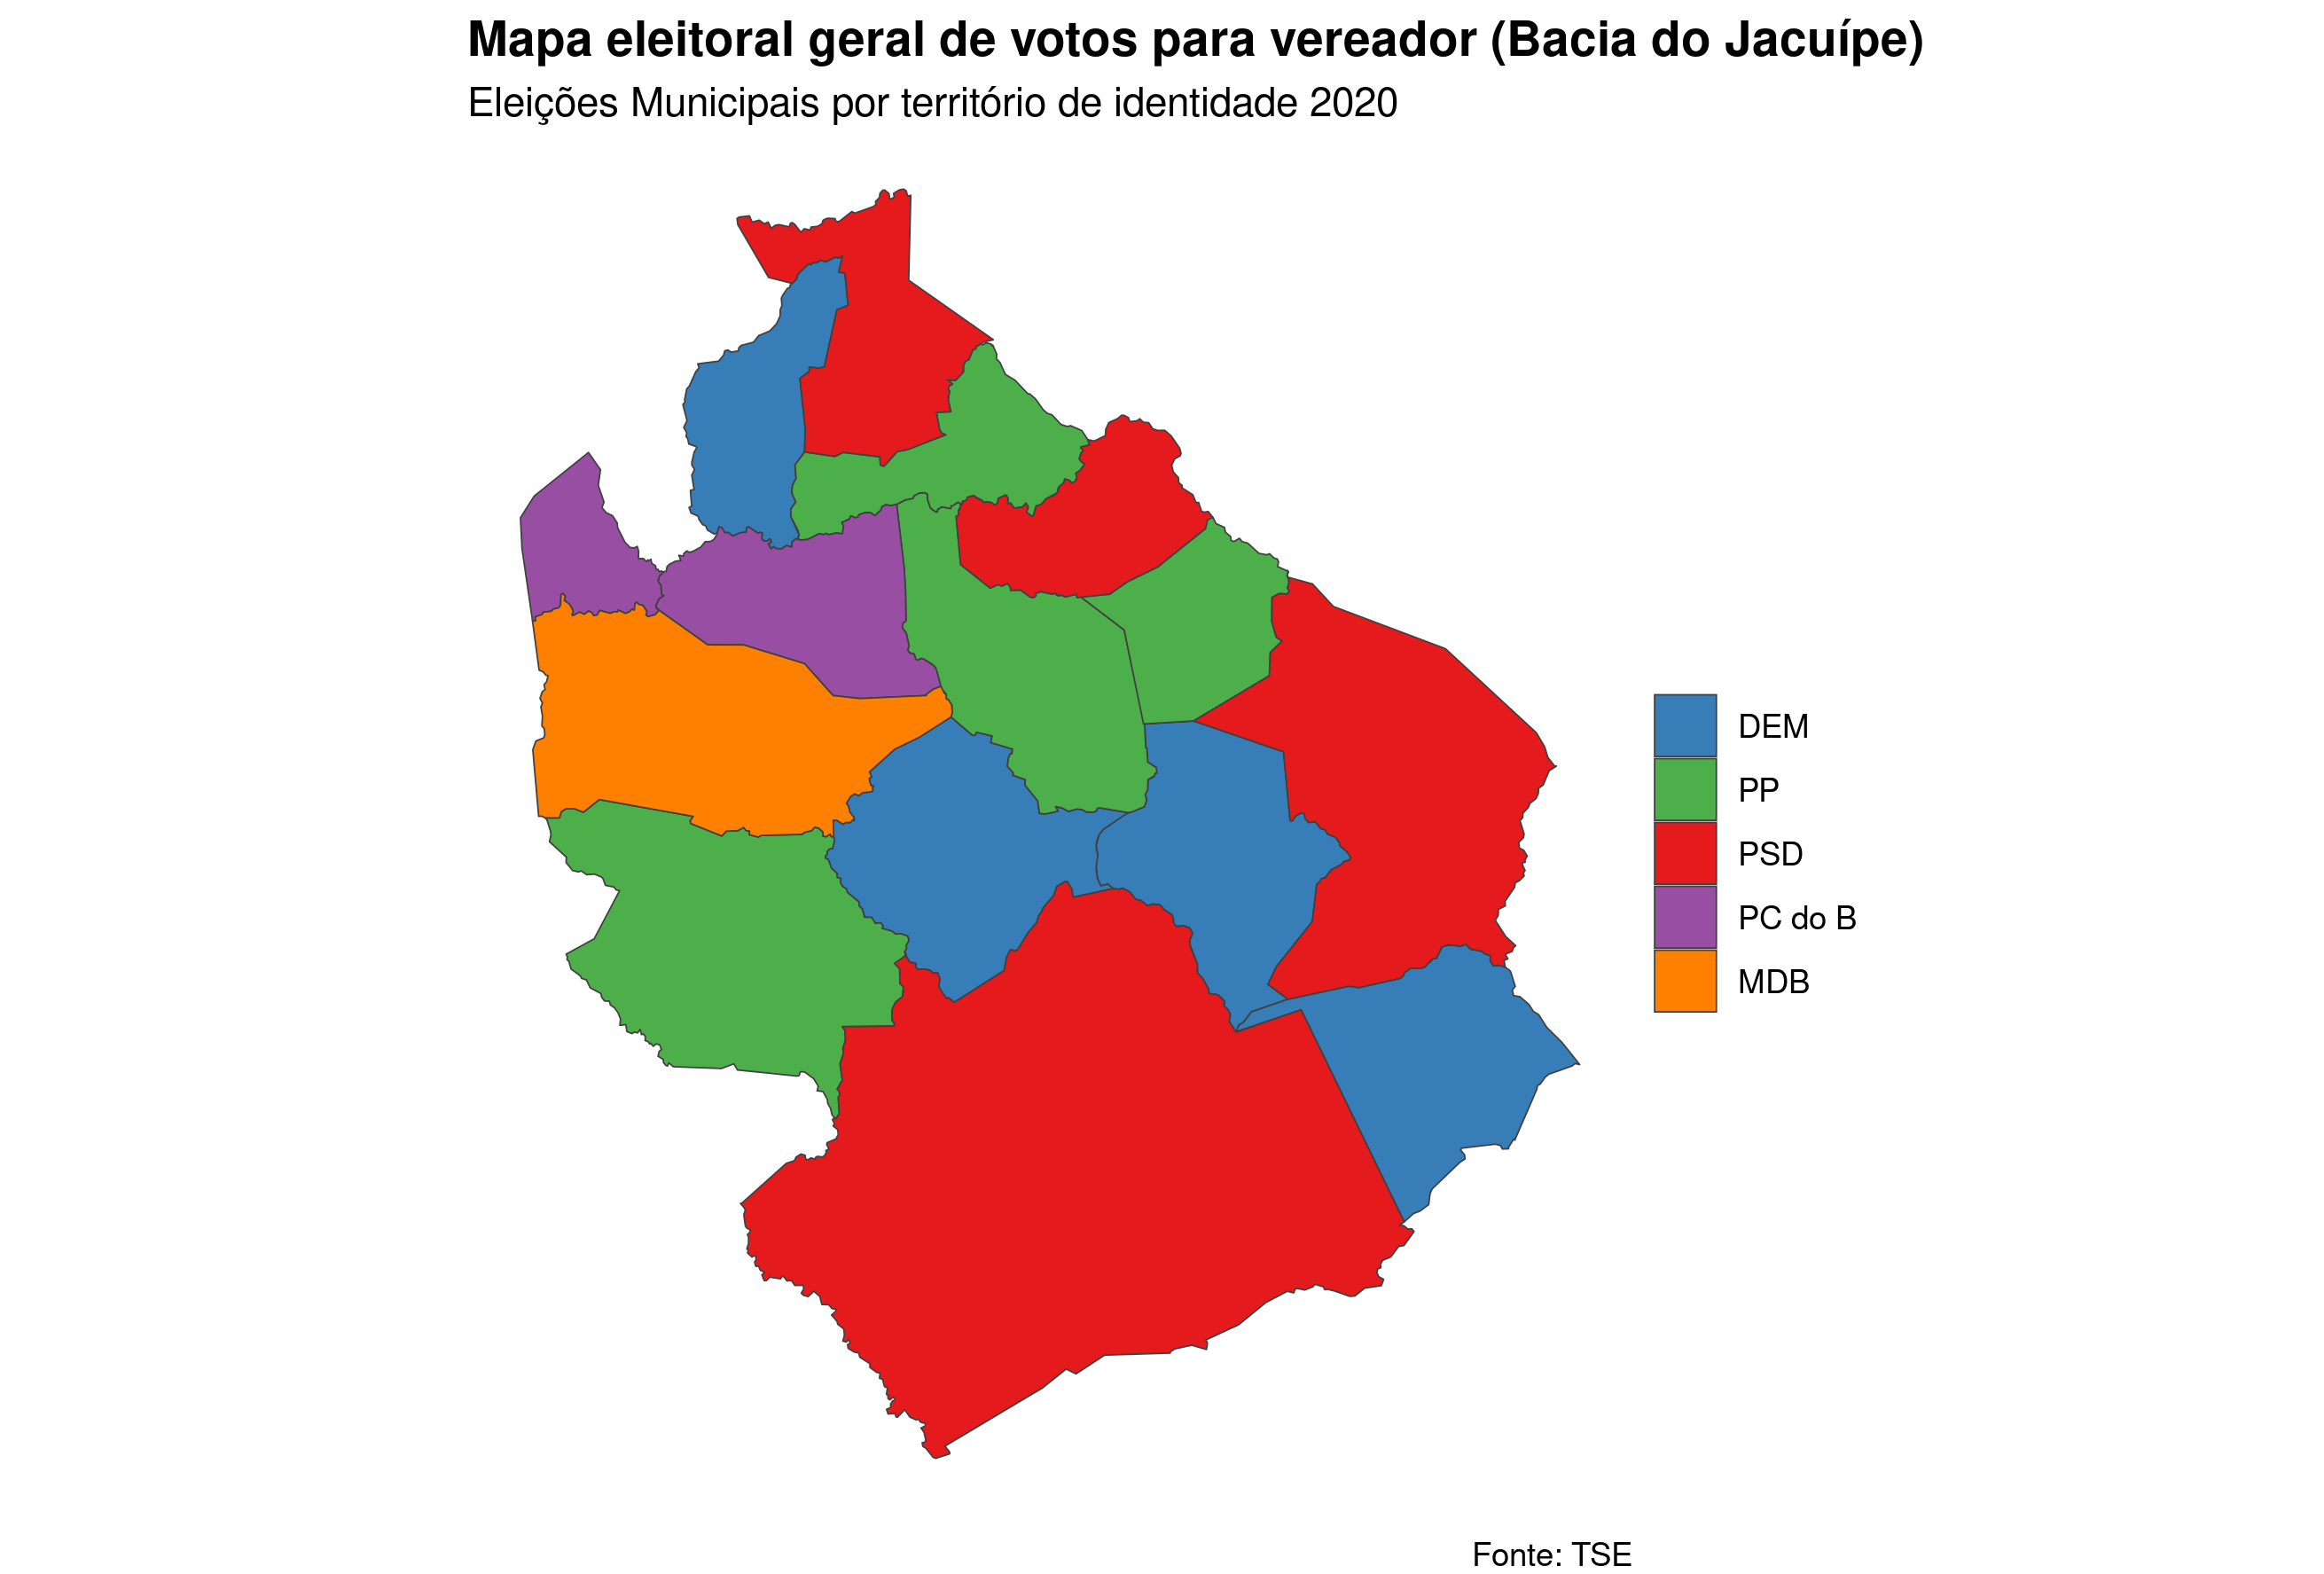 Mapa eleitoral geral de votos para vereador (Bacia do Jacuípe)
Eleições Municipais por território de identidade 2020
DEM
PP
PSD
PC do B
MDB
Fonte: TSE